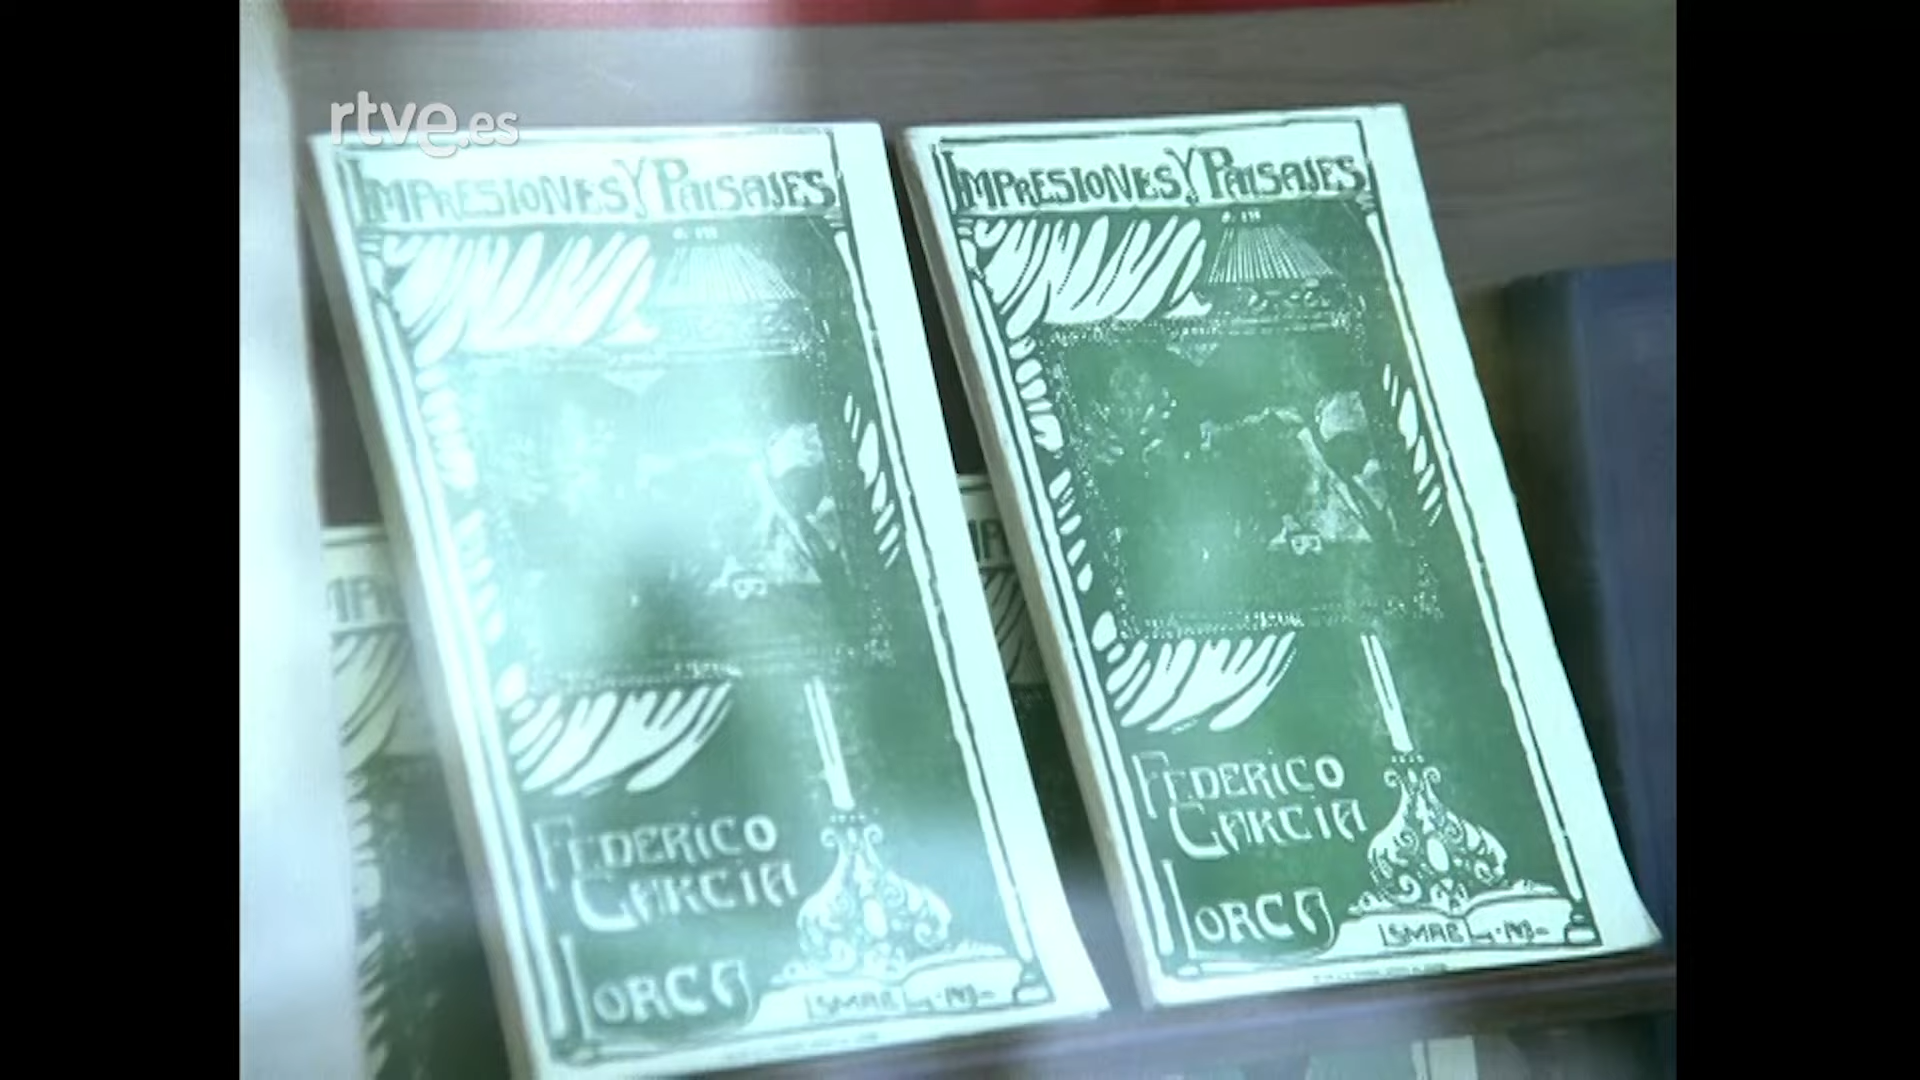 rtve.es
IMPRESIONES Y PAISAJES
FEDERICO
GARCIA
LORCA
IMPRESIONES Y PAISAJES
FEDERICO
GARCIA
LORCA